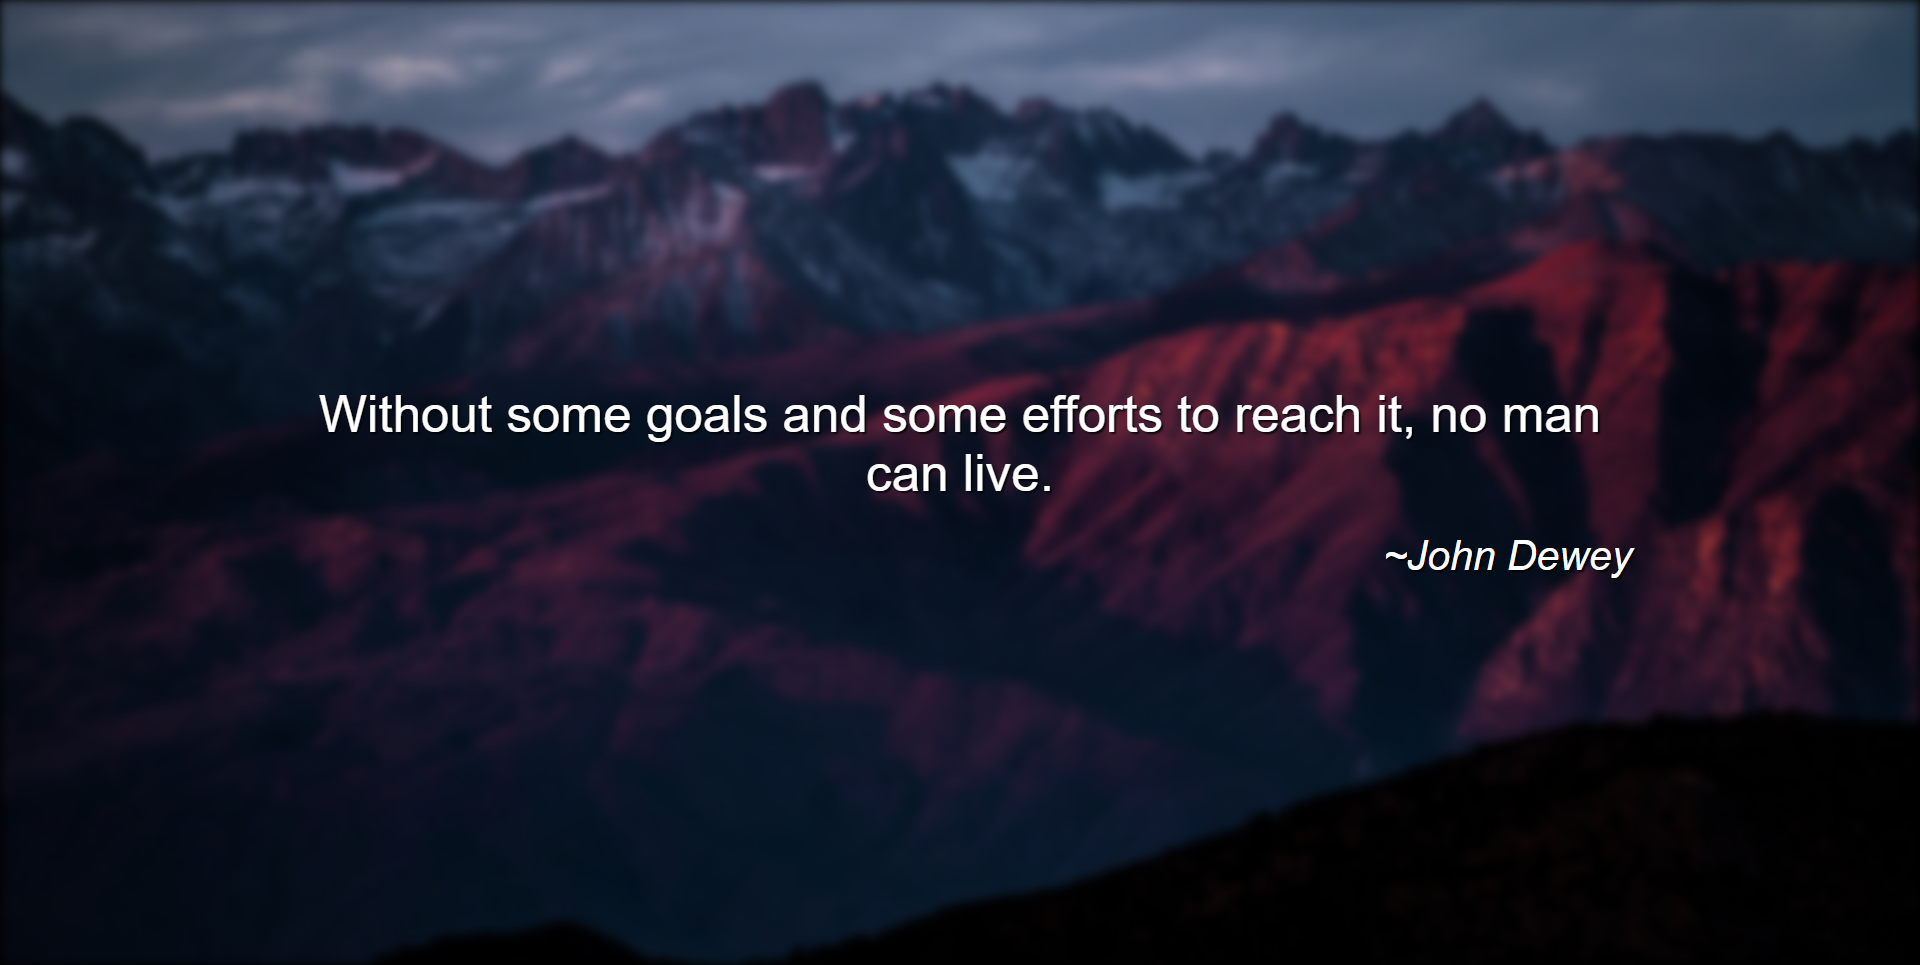 Without some goals and some efforts to reach it, no man
can live.
~John Dewey